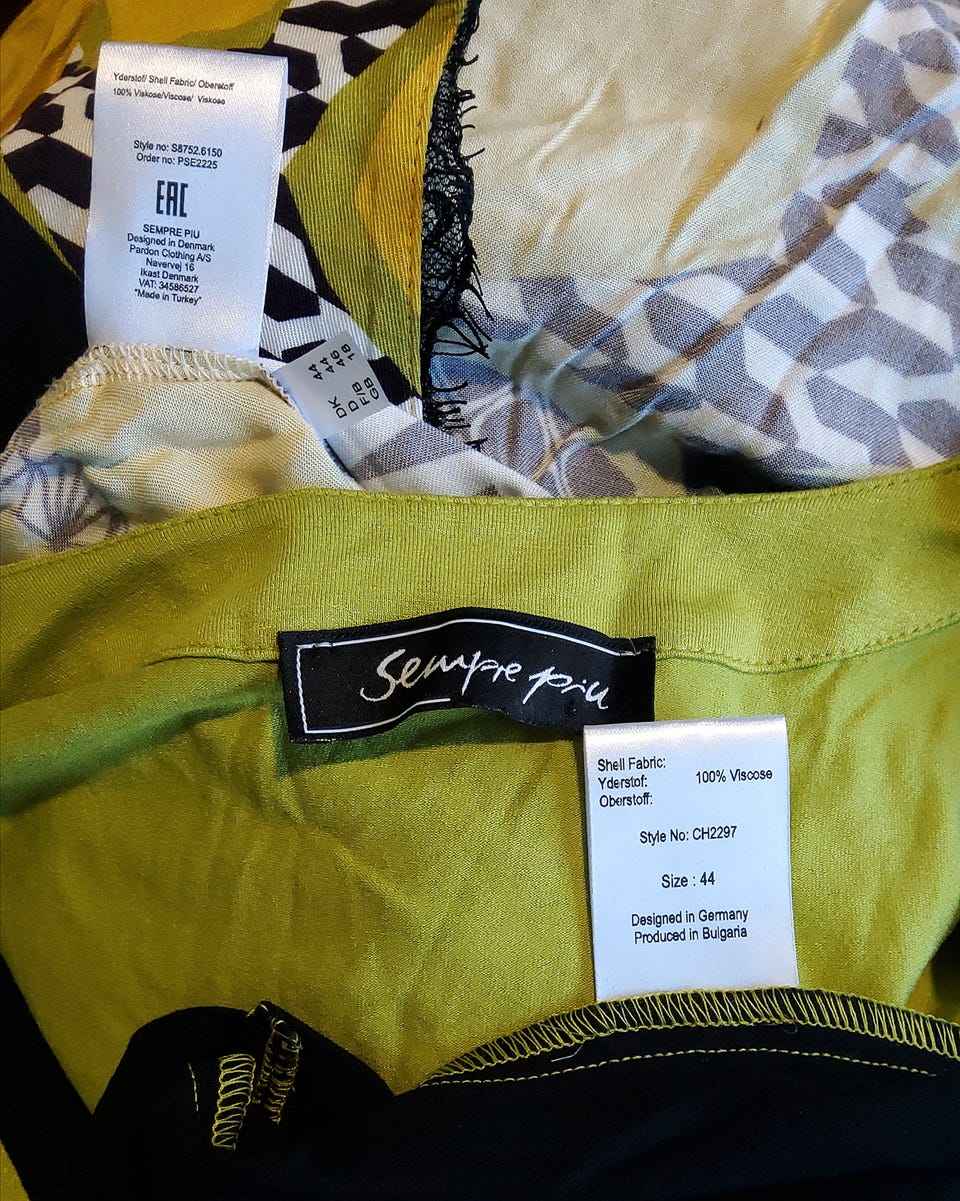 Yderstof/ Shell Fabric/ Oberstoff
100% Viskose/Viscose/ Viskose
Style no: S8752.6150
Order no: PSE2225
EAC
SEMPRE PIU
Designed in Denmark
Pardon Clothing A/S
Navervej 16
Ikast Denmark
VAT: 34586527
"Made in Turkey"
DK 44
D 44
F/B 46
GB 18
sempre piu
Shell Fabric:
Yderstof: 100% Viscose
Oberstoff:
Style No: CH2297
Size : 44
Designed in Germany
Produced in Bulgaria